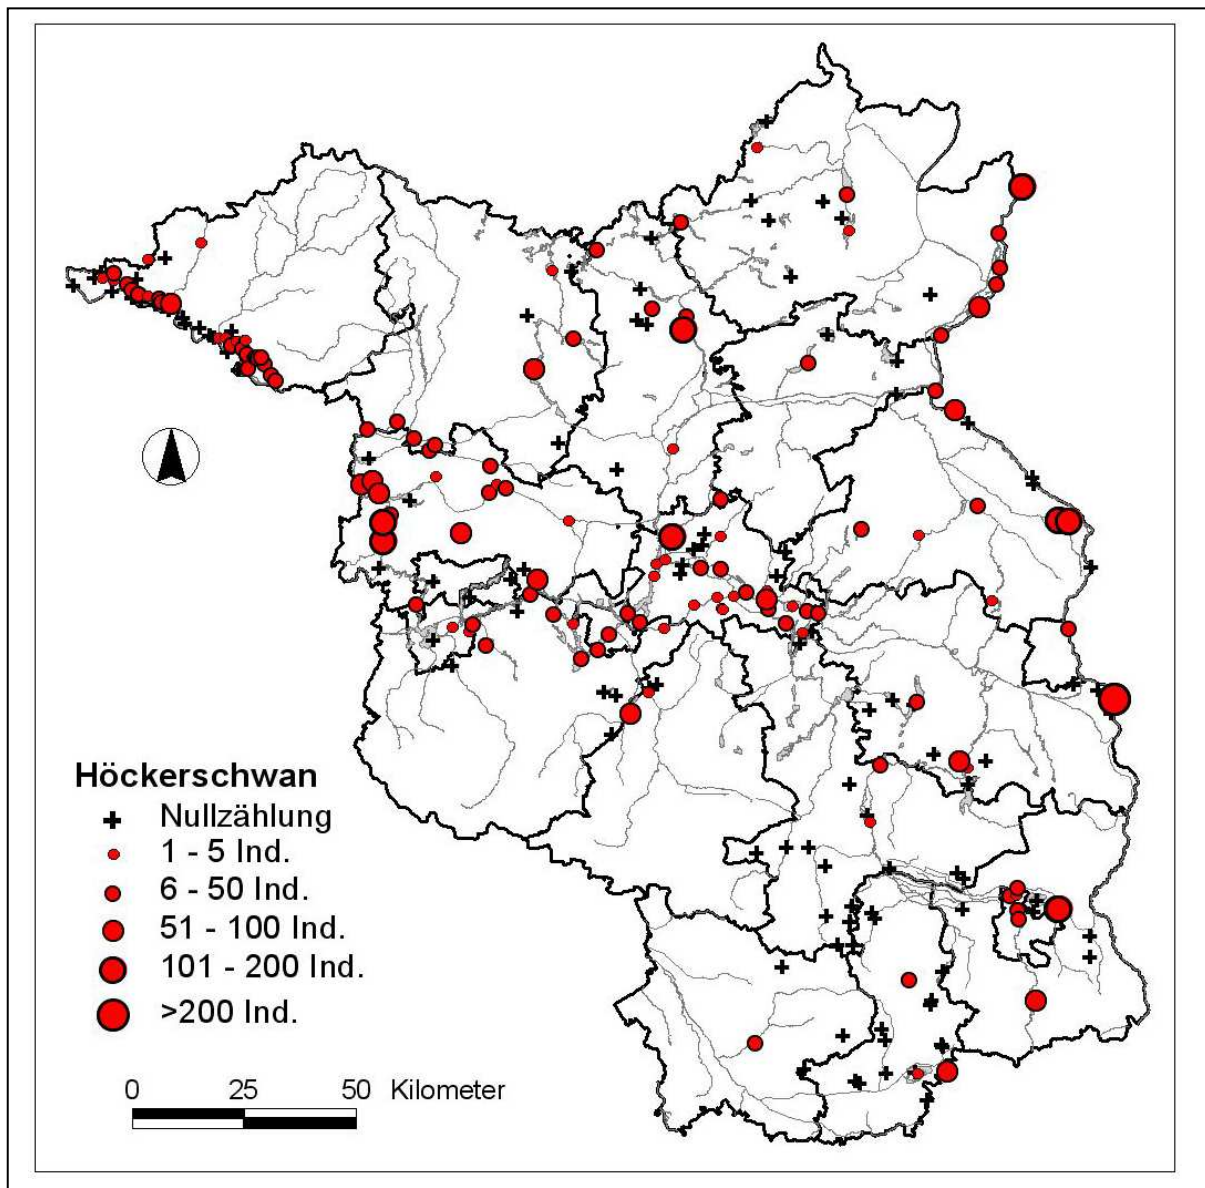 Höckerschwan
Nullzählung
1 - 5 Ind.
6 - 50 Ind.
51 - 100 Ind.
101 - 200 Ind.
>200 Ind.
0 25 50 Kilometer